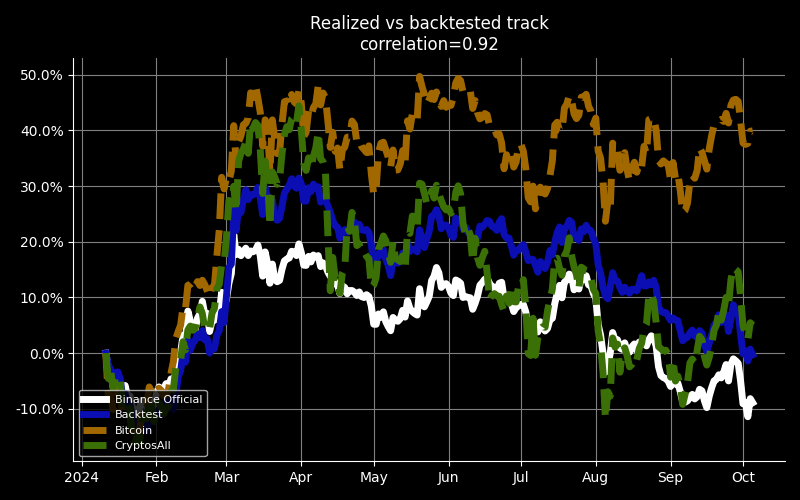 Realized vs backtested track
correlation=0.92
50.0%
40.0%
30.0%
20.0%
10.0%
0.0%
-10.0%
Binance Official
Backtest
Bitcoin
CryptosAll
2024 Feb Mar Apr May Jun Jul Aug Sep Oct